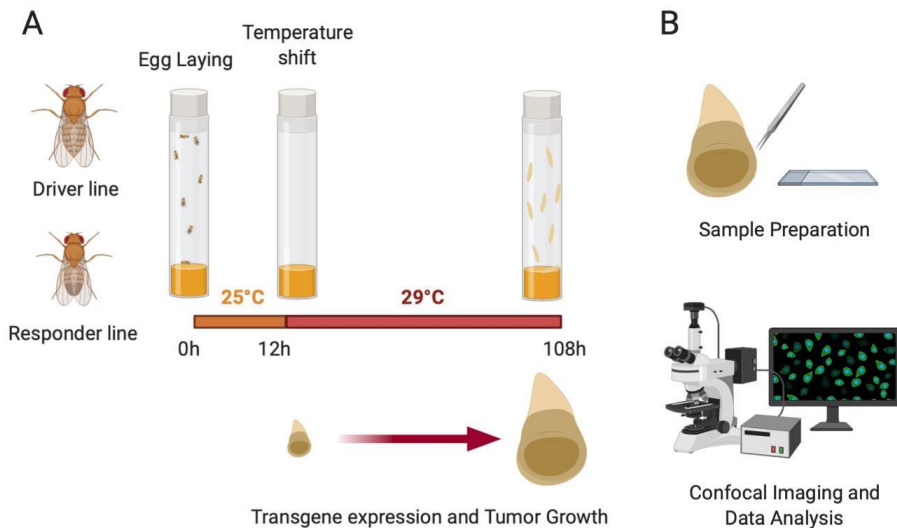 A
Egg Laying
Temperature
shift
Driver line
Responder line
25°C
29°C
0h
12h
108h
Transgene expression and Tumor Growth
B
Sample Preparation
Confocal Imaging and
Data Analysis